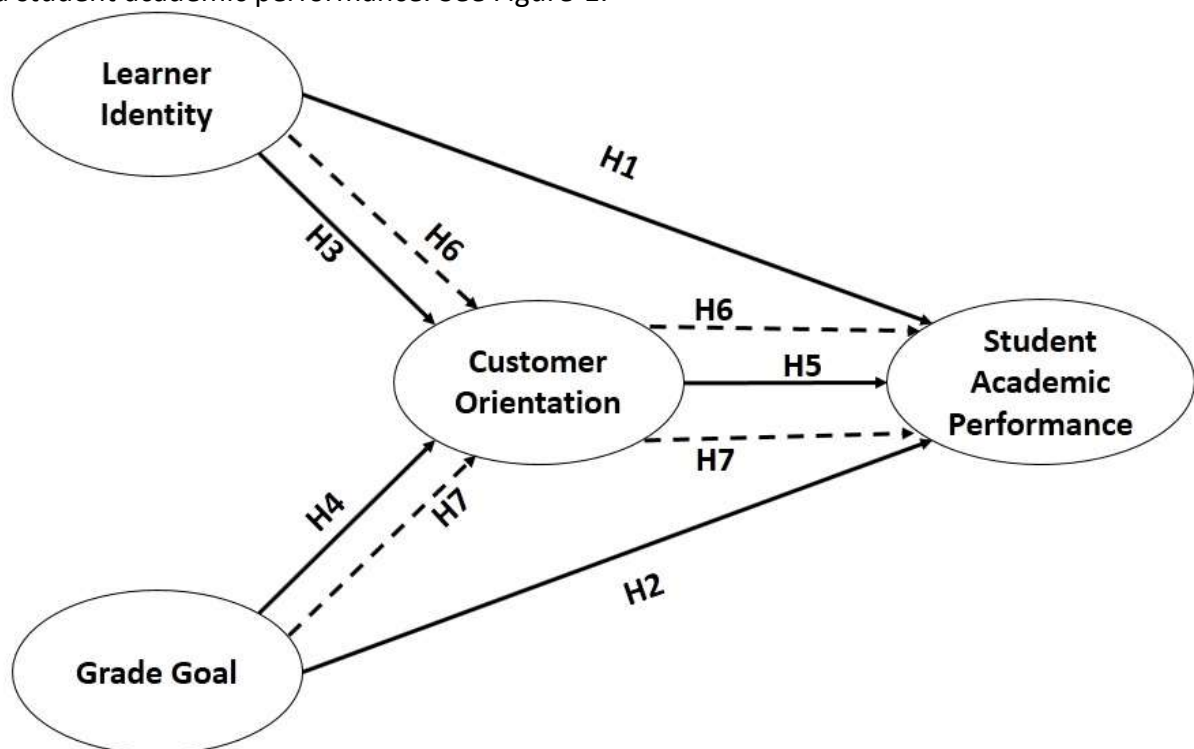 student academic performance. See Figure 1.
Learner
Identity
H1
H3
H6
H6
Customer
Orientation
H5
Student
Academic
Performance
H7
H4
H7
H2
Grade Goal